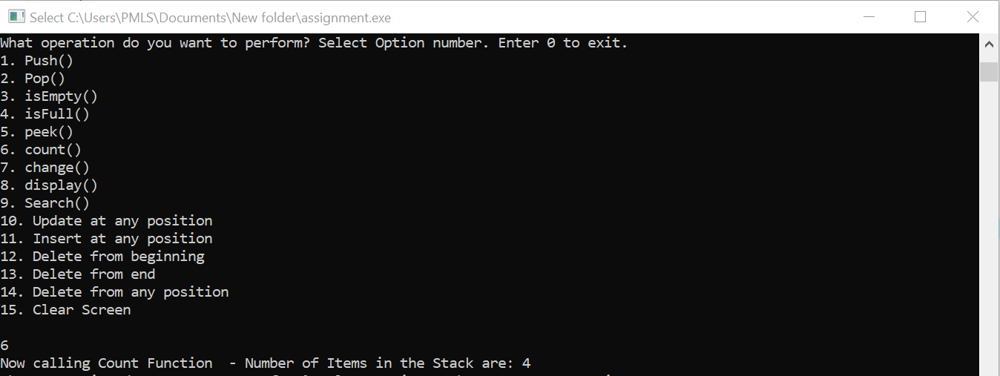 Select C:\Users\PMLS\Documents\New folder\assignment.exe
What operation do you want to perform? Select Option number. Enter 0 to exit.
1. Push()
2. Pop()
3. isEmpty()
4. isFull()
5. peek()
6. count()
7. change()
8. display()
9. Search()
10. Update at any position
11. Insert at any position
12. Delete from beginning
13. Delete from end
14. Delete from any position
15. Clear Screen
6
Now calling Count Function  - Number of Items in the Stack are: 4